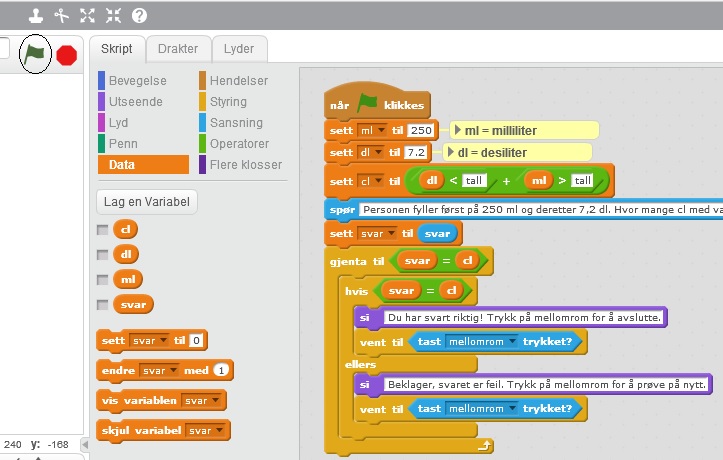 Skript Drakter Lyder
Bevegelse Hendelser
Utseende Styring
Lyd Sansning
Penn Operatorer
Data Flere klosser
Lag en Variabel
cl
dl
ml
svar
sett svar til 0
endre svar med 1
vis variablen svar
skjul variabel svar
240 y: -168
når klikkes
sett ml til 250 ml = milliliter
sett dl til 7.2 dl = desiliter
sett cl til dl < tall + ml > tall
spør Personen fyller først på 250 ml og deretter 7,2 dl. Hvor mange cl med
sett svar til svar
gjenta til svar = cl
hvis svar = cl
si Du har svart riktig! Trykk på mellomrom for å avslutte.
vent til tast mellomrom trykket?
ellers
si Beklager, svaret er feil. Trykk på mellomrom for å prøve på nytt.
vent til tast mellomrom trykket?